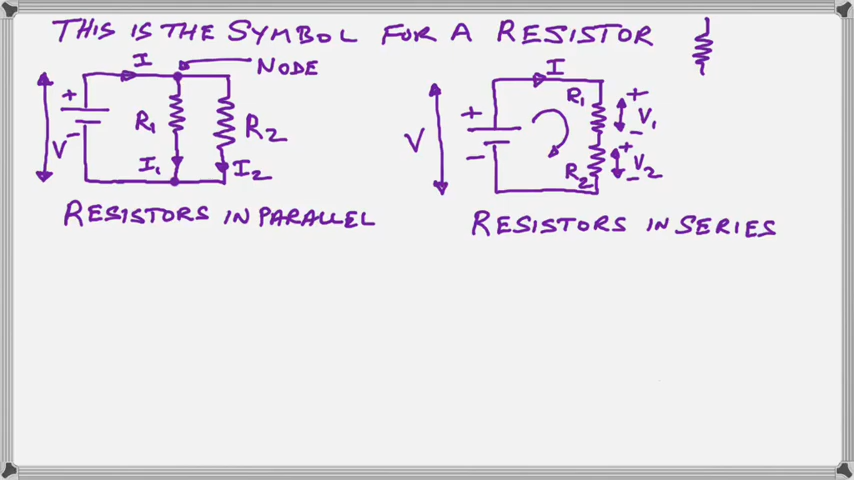 THIS IS THE SYMBOL FOR A RESISTOR
I
NODE
+
V
-
R1
R2
I1
I2
RESISTORS IN PARALLEL
I
V
+
-
R1
+
V1
-
R2
+
V2
-
RESISTORS IN SERIES